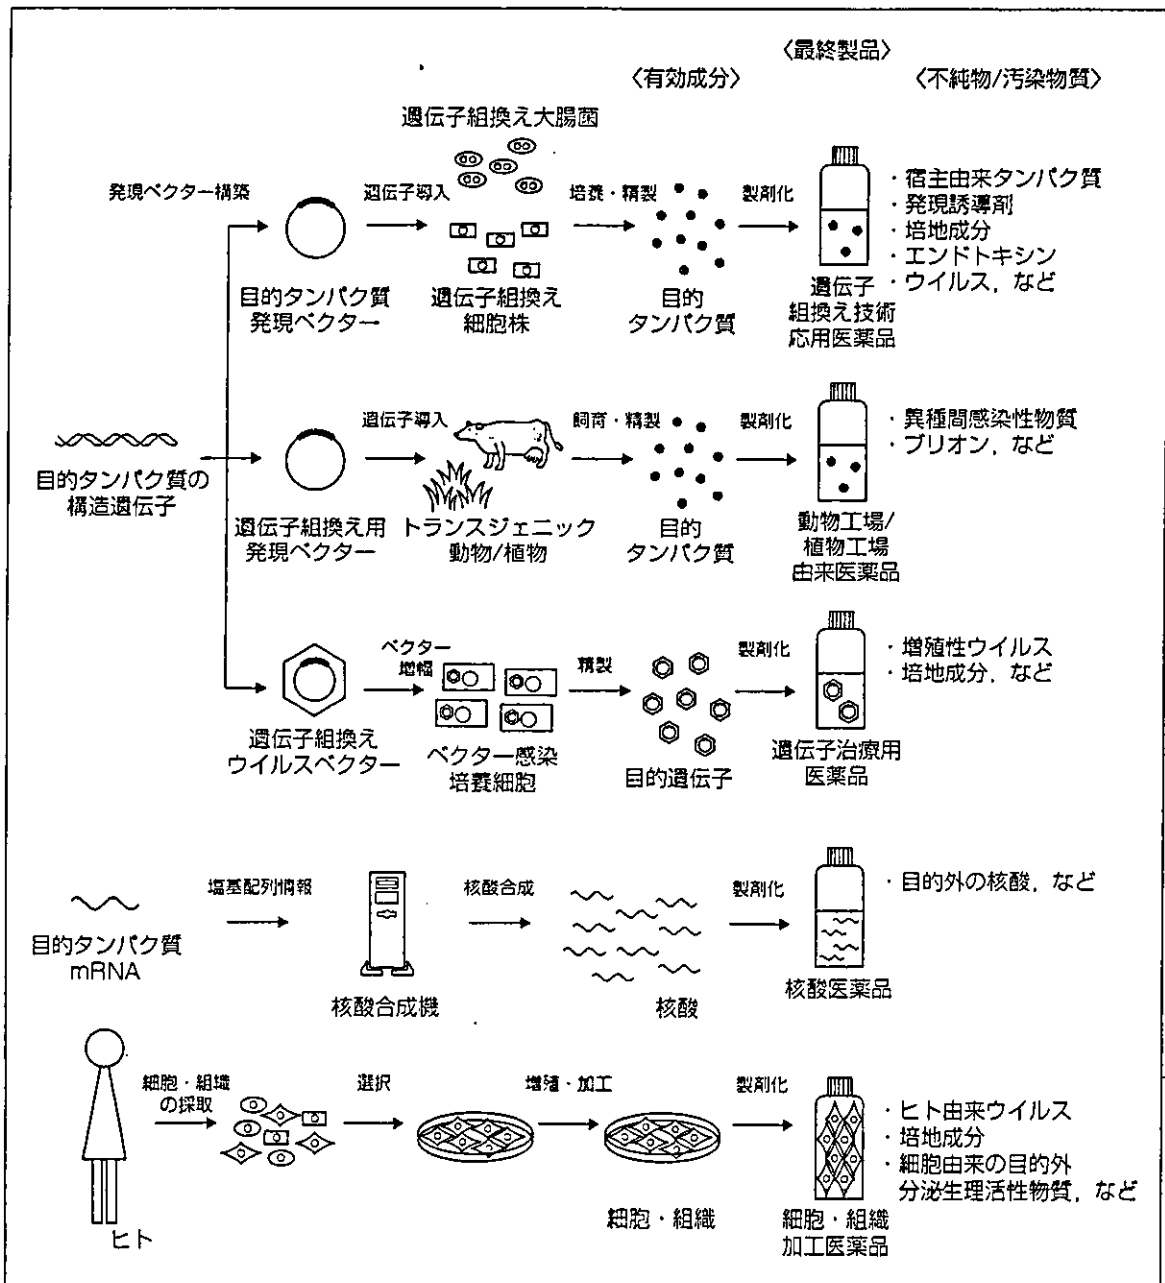 〈最終製品〉
〈有効成分〉
〈不純物/汚染物質〉
遺伝子組換え大腸菌
発現ベクター構築
遺伝子導入
培養・精製
製剤化
・宿主由来タンパク質
・発現誘導剤
・培地成分
・エンドトキシン
・ウイルス，など
目的タンパク質
発現ベクター
遺伝子組換え
細胞株
目的
タンパク質
遺伝子
組換え技術
応用医薬品
遺伝子導入
飼育・精製
製剤化
・異種間感染性物質
・プリオン，など
目的タンパク質の
構造遺伝子
遺伝子組換え用
発現ベクター
トランスジェニック
動物/植物
目的
タンパク質
動物工場/
植物工場
由来医薬品
ベクター
増幅
精製
製剤化
・増殖性ウイルス
・培地成分，など
遺伝子組換え
ウイルスベクター
ベクター感染
培養細胞
目的遺伝子
遺伝子治療用
医薬品
塩基配列情報
核酸合成
製剤化
・目的外の核酸，など
目的タンパク質
mRNA
核酸合成機
核酸
核酸医薬品
細胞・組織
の採取
選択
増殖・加工
製剤化
・ヒト由来ウイルス
・培地成分
・細胞由来の目的外
分泌生理活性物質，など
ヒト
細胞・組織
細胞・組織
加工医薬品